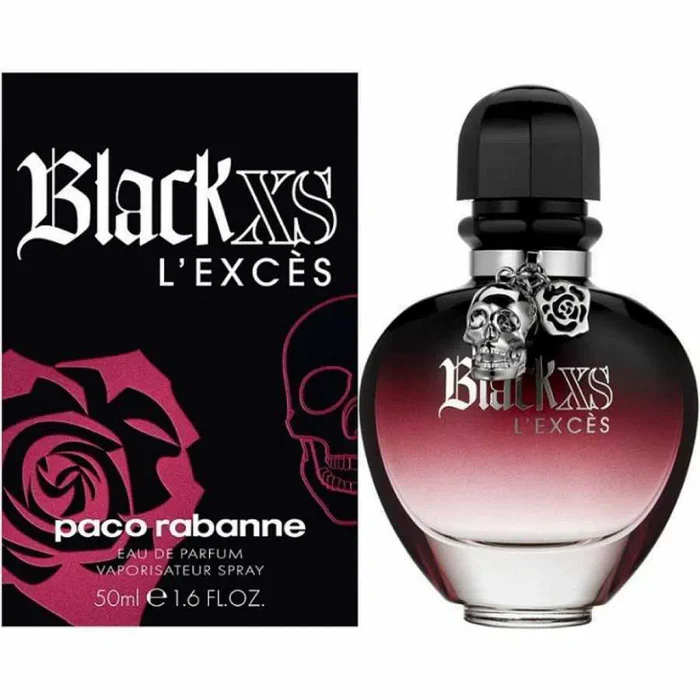 Black XS
L'EXCÈS
paco rabanne
EAU DE PARFUM
VAPORISATEUR SPRAY
50ml ℮ 1.6 FL.OZ.
Black XS
L'EXCÈS